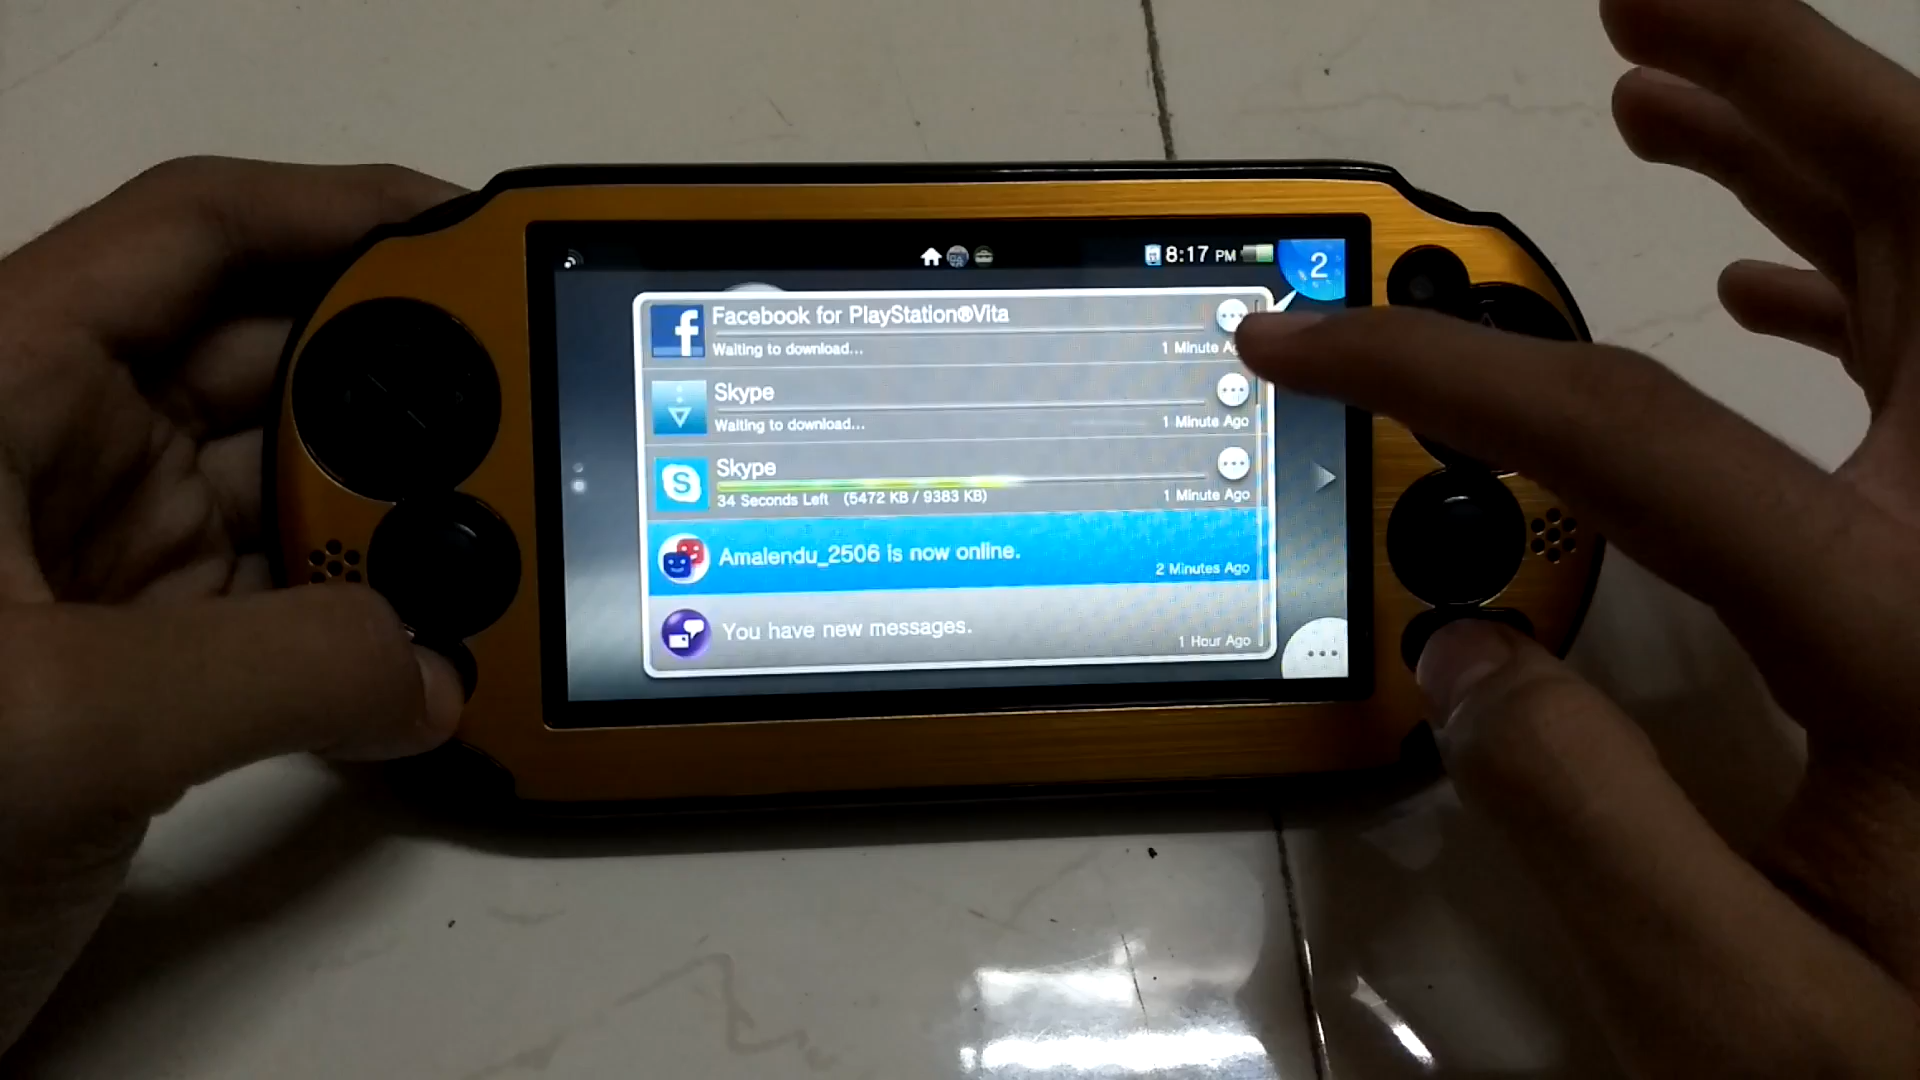 8:17 PM
2
Facebook for PlayStation®Vita
Waiting to download...
1 Minute
Skype
Waiting to download...
1 Minute Ago
Skype
34 Seconds Left (5472 KB / 9383 KB)
1 Minute Ago
Amalendu_2506 is now online.
2 Minutes Ago
You have new messages.
1 Hour Ago